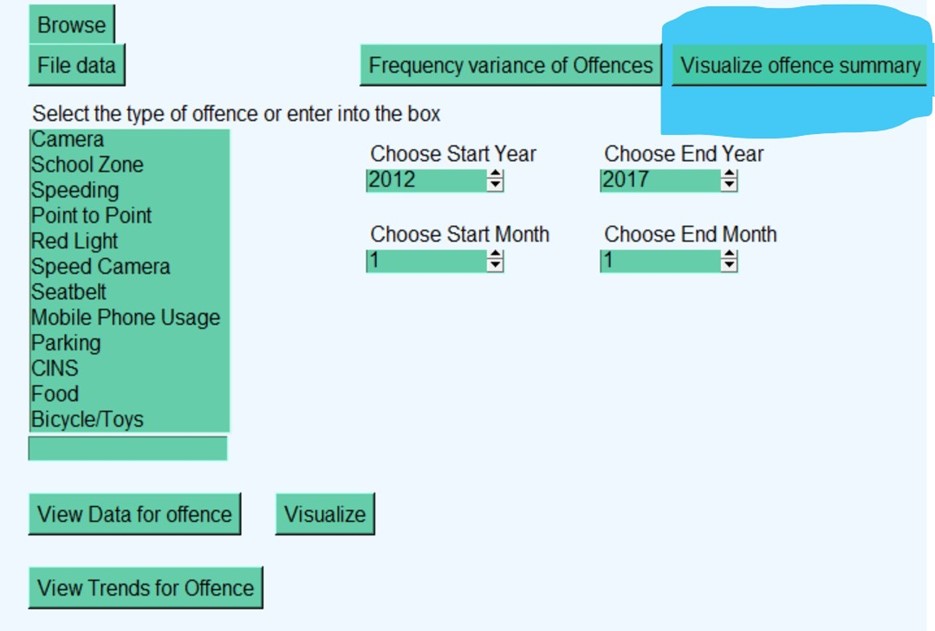 Browse
File data
Frequency variance of Offences
Visualize offence summary
Select the type of offence or enter into the box
Camera
School Zone
Speeding
Point to Point
Red Light
Speed Camera
Seatbelt
Mobile Phone Usage
Parking
CINS
Food
Bicycle/Toys
Choose Start Year
2012
Choose End Year
2017
Choose Start Month
1
Choose End Month
1
View Data for offence
Visualize
View Trends for Offence